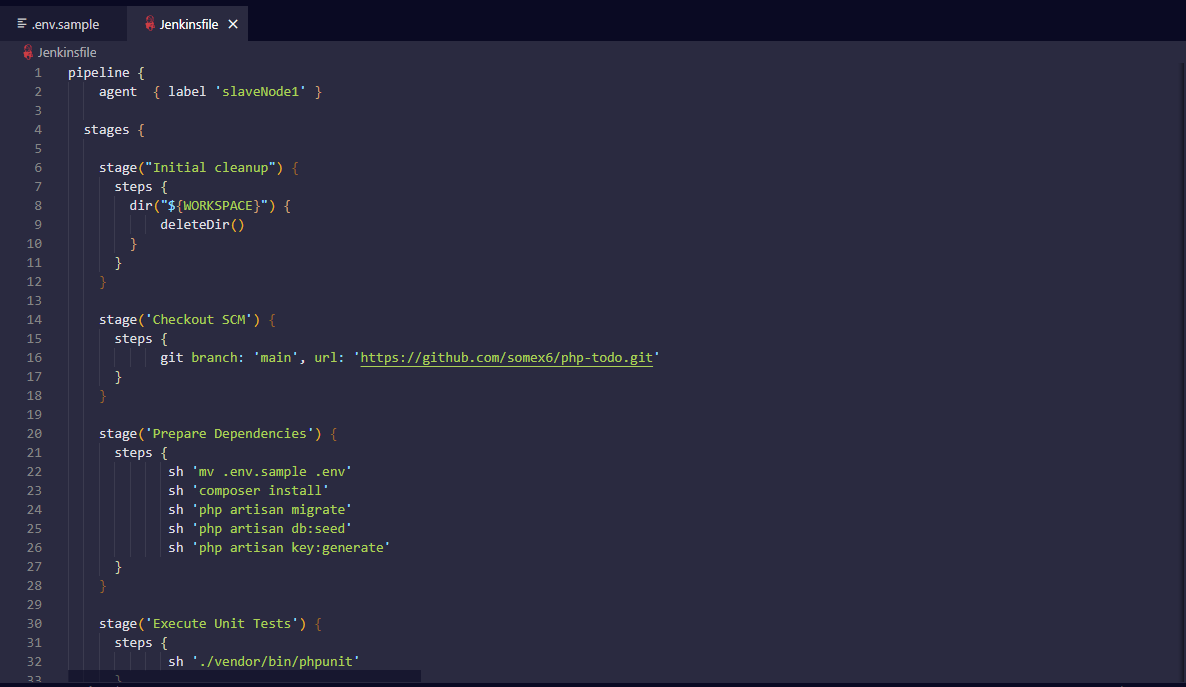 .env.sample Jenkinsfile ×
Jenkinsfile
1 pipeline {
2 agent  { label 'slaveNode1' }
3
4 stages {
5
6 stage("Initial cleanup") {
7 steps {
8 dir("${WORKSPACE}") {
9 deleteDir()
10 }
11 }
12 }
13
14 stage('Checkout SCM') {
15 steps {
16 git branch: 'main', url: 'https://github.com/somex6/php-todo.git'
17 }
18 }
19
20 stage('Prepare Dependencies') {
21 steps {
22 sh 'mv .env.sample .env'
23 sh 'composer install'
24 sh 'php artisan migrate'
25 sh 'php artisan db:seed'
26 sh 'php artisan key:generate'
27 }
28 }
29
30 stage('Execute Unit Tests') {
31 steps {
32 sh './vendor/bin/phpunit'
33 }